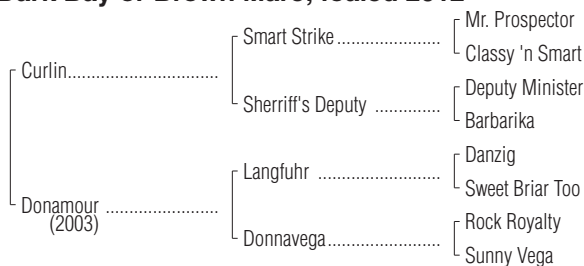 Dark Bay or Brown Mare; foaled 2012
Mr. Prospector
Smart Strike ....................
Classy 'n Smart
Curlin.............................
Deputy Minister
Sherriff's Deputy .............
Barbarika
Danzig
Langfuhr .......................
Sweet Briar Too
Donamour .....................
(2003)
Rock Royalty
Donnavega.....................
Sunny Vega